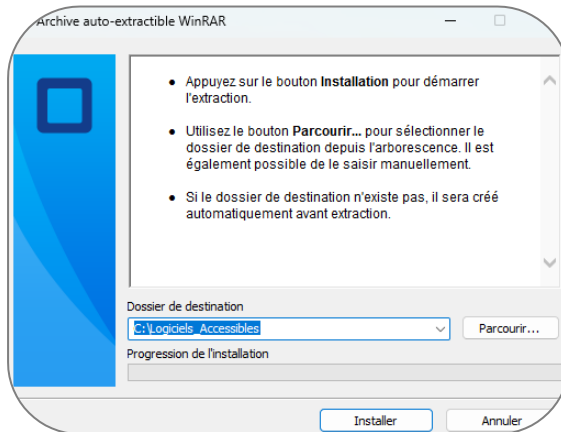 Archive auto-extractible WinRAR
Appuyez sur le bouton Installation pour démarrer
l'extraction.
Utilisez le bouton Parcourir... pour sélectionner le
dossier de destination depuis l'arborescence. Il est
également possible de le saisir manuellement.
Si le dossier de destination n'existe pas, il sera créé
automatiquement avant extraction.
Dossier de destination
C:\Logiciels_Accessibles
Parcourir...
Progression de l'installation
Installer
Annuler